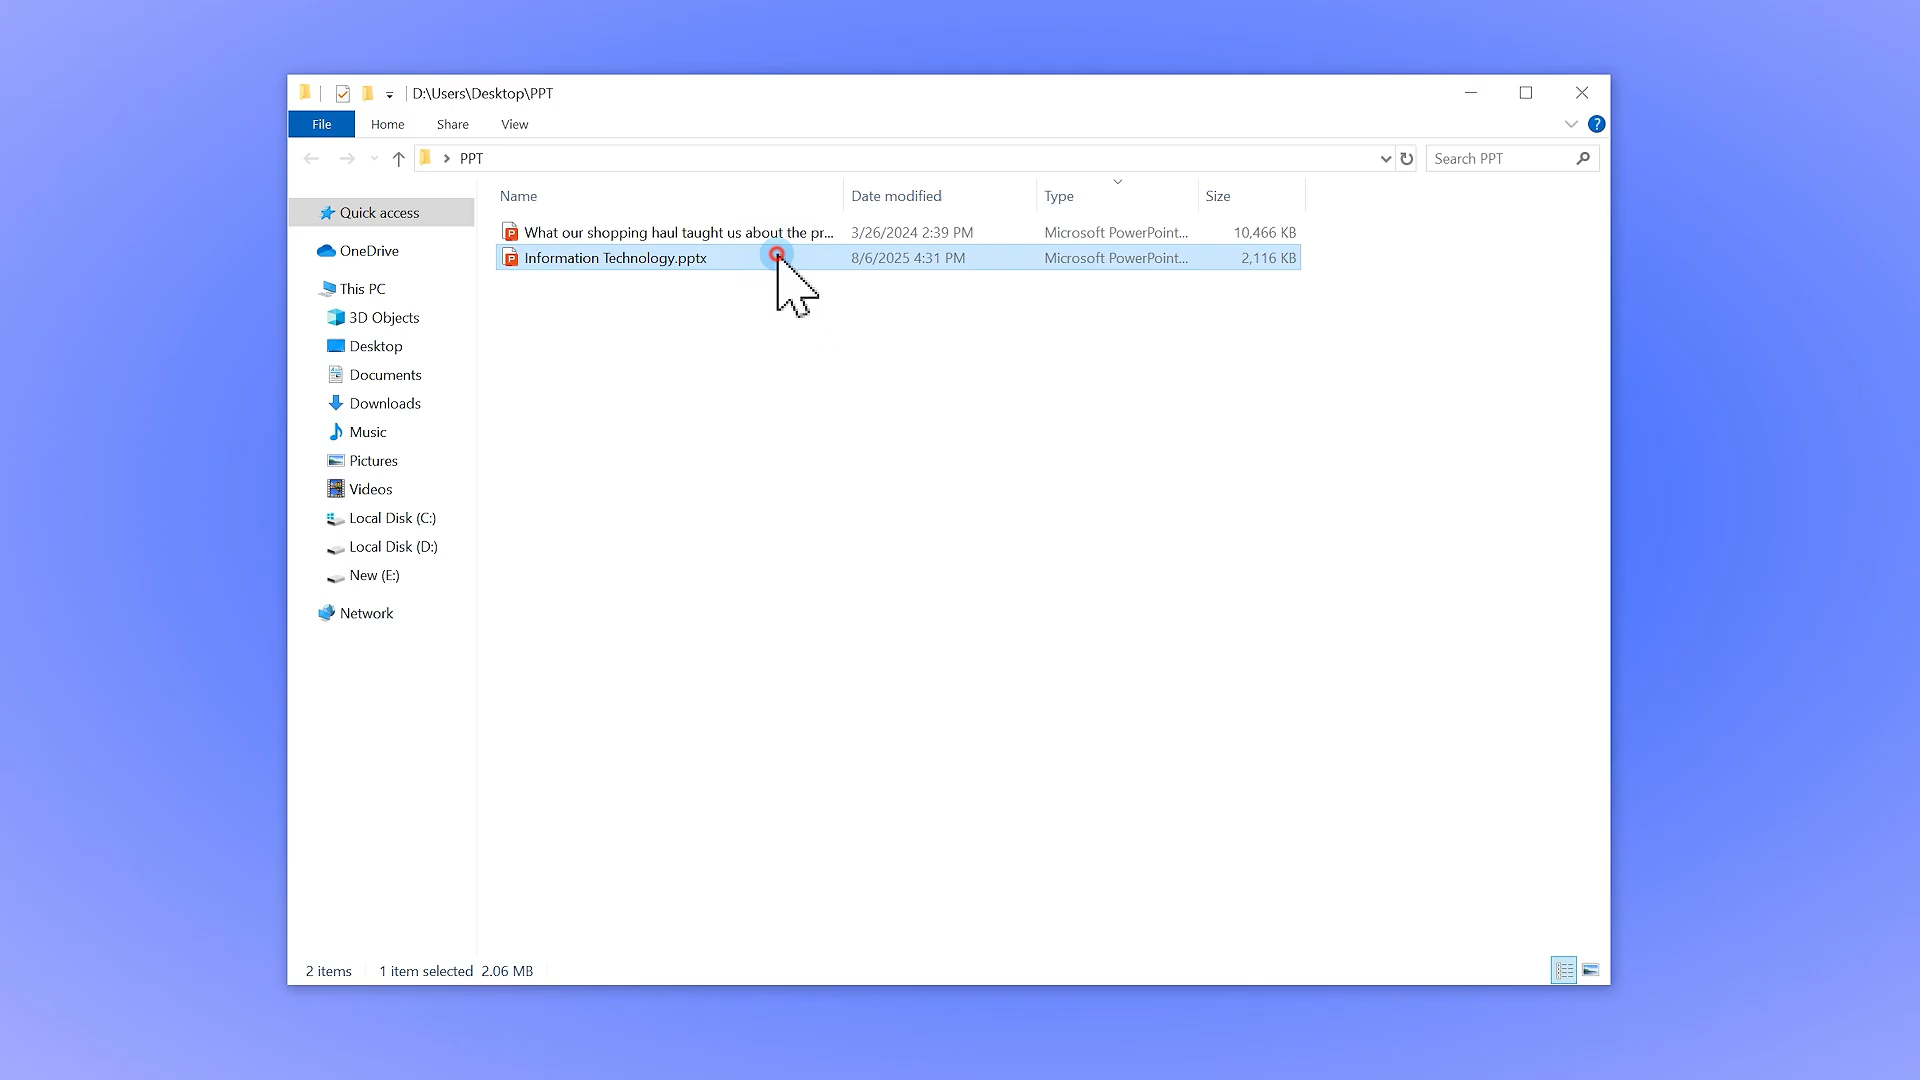 D:\Users\Desktop\PPT
File Home Share View
?
PPT
Search PPT
Name Date modified Type Size
What our shopping haul taught us about the pr... 3/26/2024 2:39 PM Microsoft PowerPoint... 10,466 KB
Information Technology.pptx 8/6/2025 4:31 PM Microsoft PowerPoint... 2,116 KB
Quick access
OneDrive
This PC
3D Objects
Desktop
Documents
Downloads
Music
Pictures
Videos
Local Disk (C:)
Local Disk (D:)
New (E:)
Network
2 items 1 item selected 2.06 MB